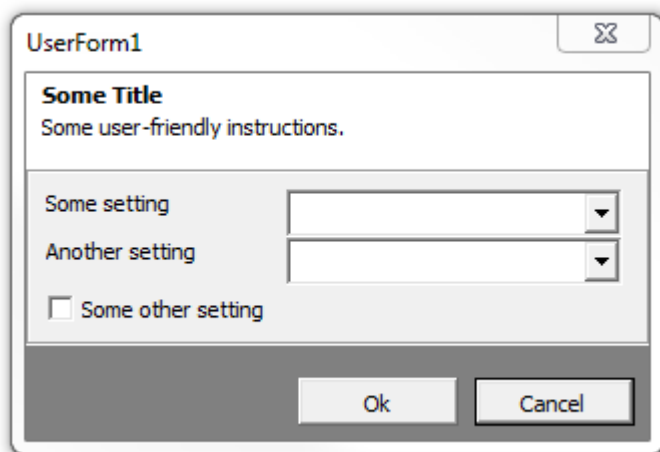 UserForm1
Some Title
Some user-friendly instructions.
Some setting
Another setting
Some other setting
Ok Cancel